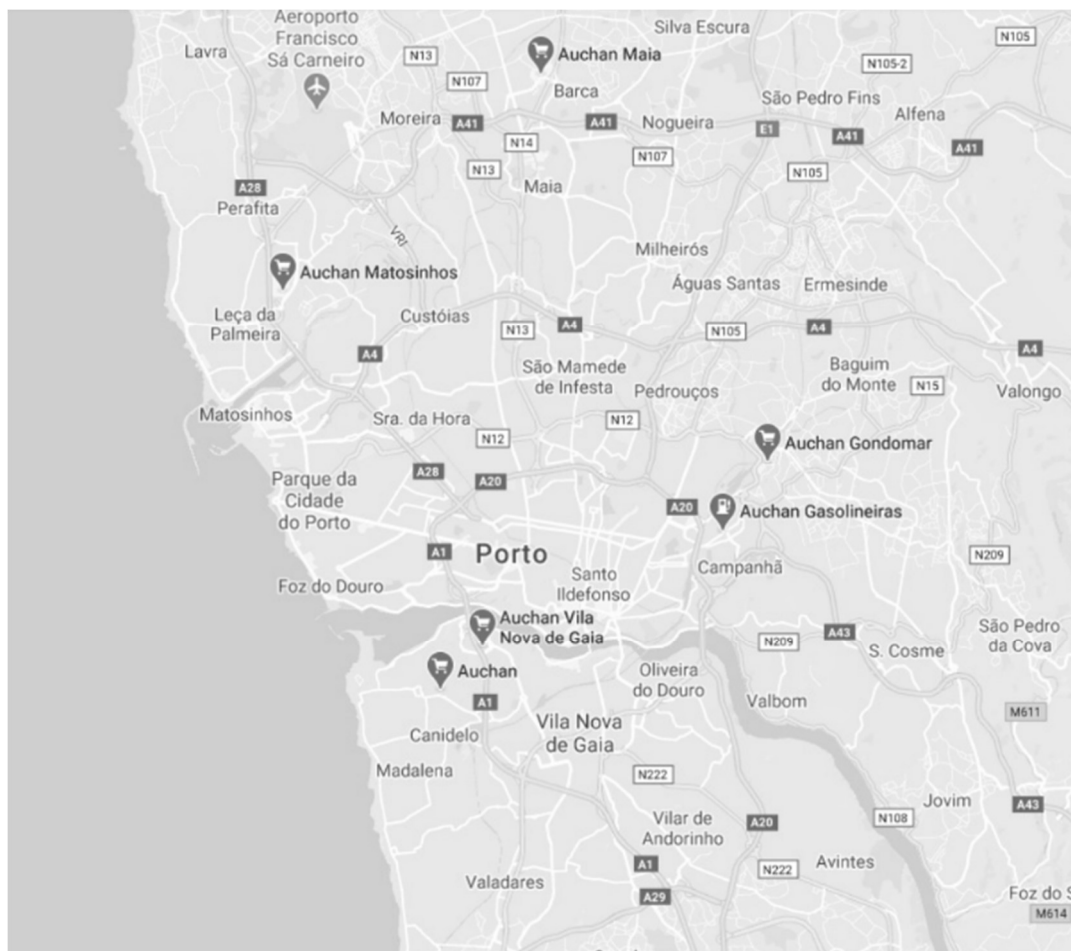 Aeroporto
Francisco
Sá Carneiro
Lavra
N13
Auchan Maia
Silva Escura
N105
N105-2
N107
Barca
São Pedro Fins
Moreira
A41
A41
Nogueira
E1
A41
Alfena
N14
N107
A41
N13
N105
A28
Maia
Perafita
VRI
Milheirós
Auchan Matosinhos
Águas Santas
Ermesinde
Leça da
Palmeira
Custóias
N13
A4
N105
A4
A4
A4
São Mamede
de Infesta
Pedrouços
Baguim
do Monte
N15
Valongo
Matosinhos
Sra. da Hora
N12
N12
Auchan Gondomar
A28
A20
Parque da
Cidade
do Porto
A20
Auchan Gasolineiras
A1
Porto
N209
Campanhã
Santo
Ildefonso
Foz do Douro
Auchan Vila
Nova de Gaia
N209
A43
São Pedro
da Cova
S. Cosme
Auchan
Oliveira
do Douro
A1
Valbom
M611
Canidelo
Vila Nova
de Gaia
Madalena
N222
Jovim
A43
Vilar de
Andorinho
A20
N108
A1
Avintes
N222
Valadares
A29
Foz do S
M614